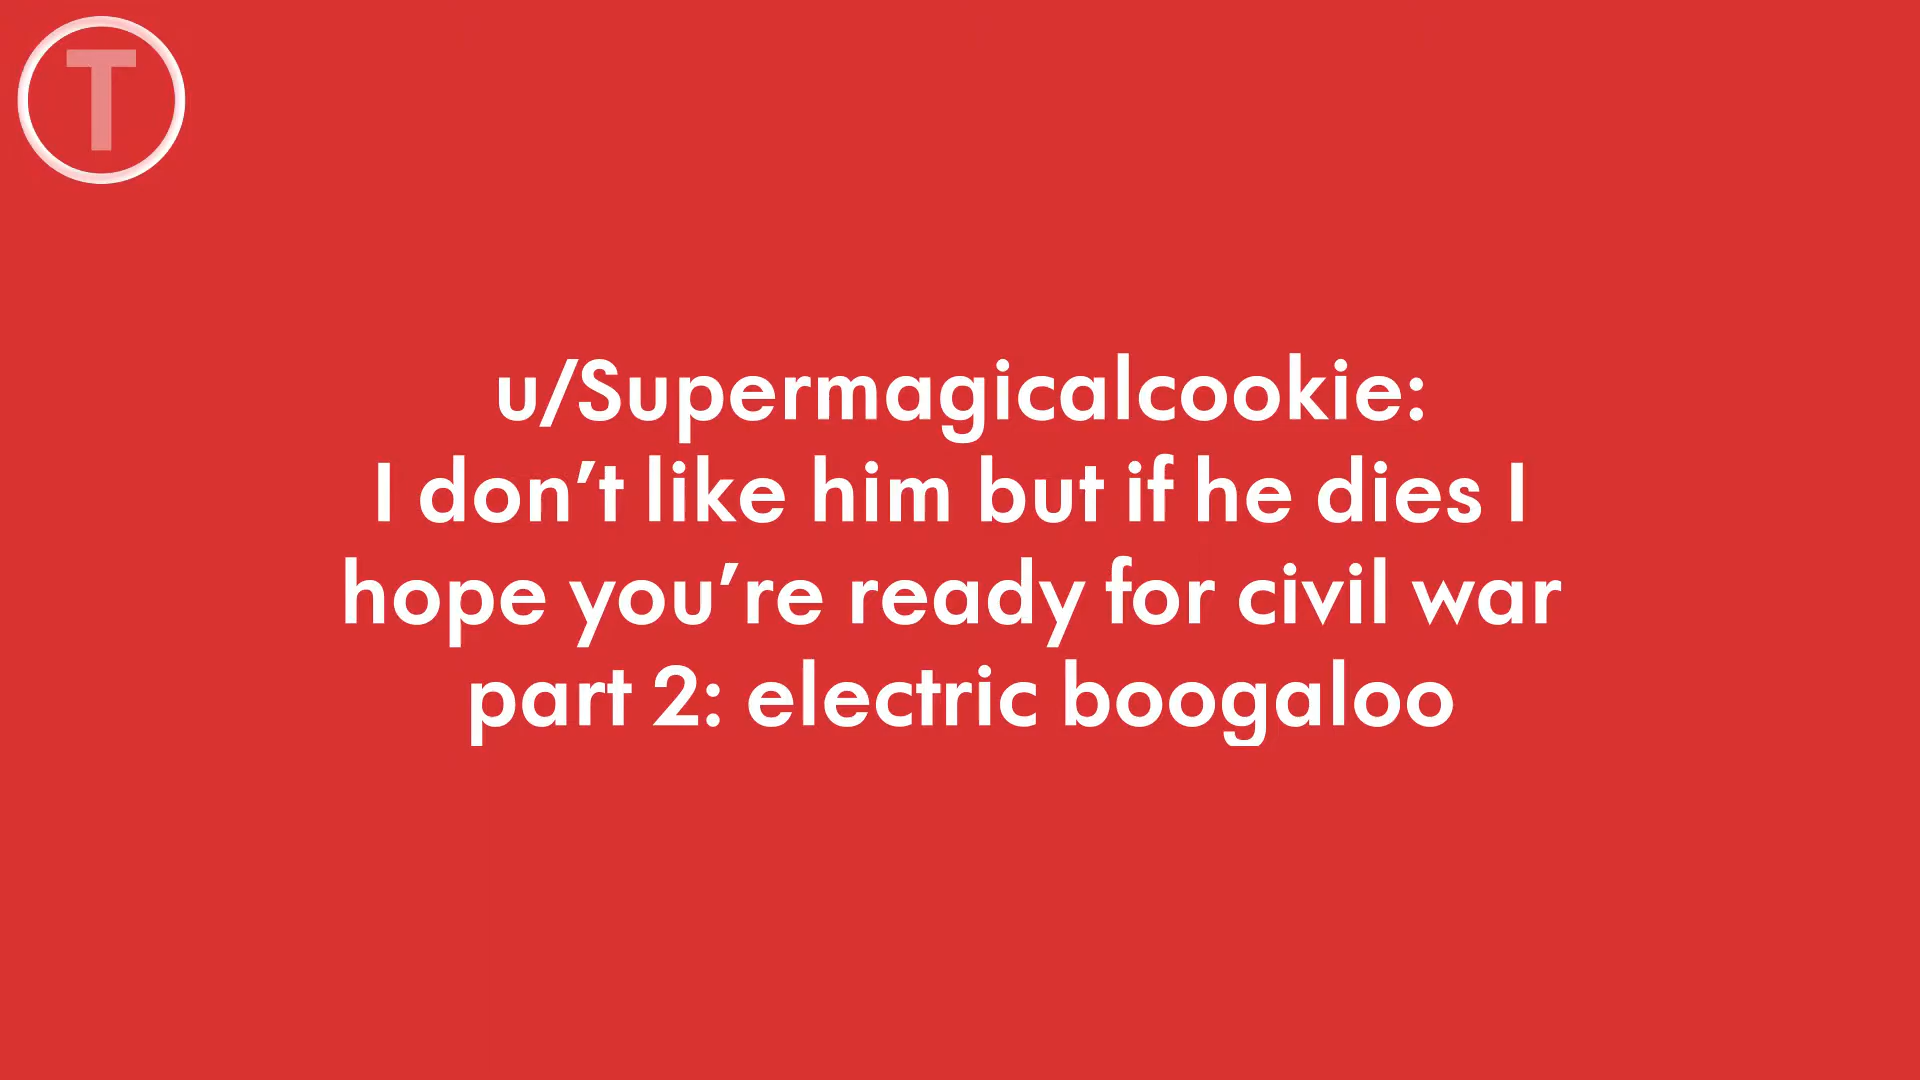 T
u/Supermagicalcookie:
I don’t like him but if he dies I
hope you’re ready for civil war
part 2: electric boogaloo